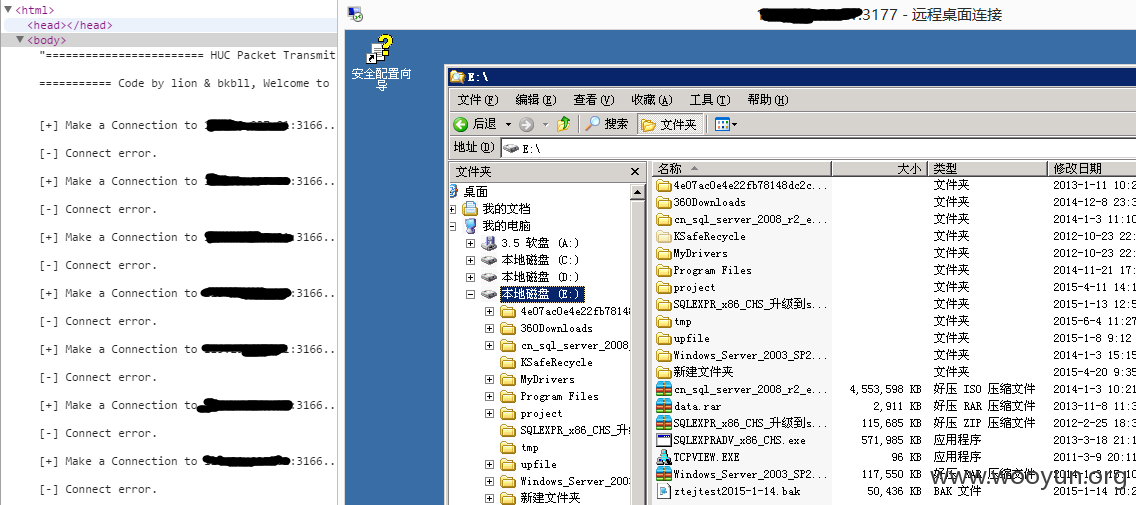 <html>
<head></head>
<body>
"========================= HUC Packet Transmit
=========== Code by lion & bkbll, Welcome to
[+] Make a Connection to :3166..
[-] Connect error.
[+] Make a Connection to :3166..
[-] Connect error.
[+] Make a Connection to :3166..
[-] Connect error.
[+] Make a Connection to :3166..
[-] Connect error.
[+] Make a Connection to :3166..
[-] Connect error.
[+] Make a Connection to :3166..
[-] Connect error.
[+] Make a Connection to :3166..
[-] Connect error.
:3177 - 远程桌面连接
安全配置向
导
E:\
文件(F) 编辑(E) 查看(V) 收藏(A) 工具(T) 帮助(H)
后退 搜索 文件夹
地址(D) E:\
文件夹
桌面
我的文档
我的电脑
3.5 软盘 (A:)
本地磁盘 (C:)
本地磁盘 (D:)
本地磁盘 (E:)
4e07ac0e4e22fb78148
360Downloads
cn_sql_server_2008_
KSafeRecycle
MyDrivers
Program Files
project
SQLEXPR_x86_CHS_升
tmp
upfile
Windows_Server_2003
新建文件夹
名称 大小 类型 修改日期
4e07ac0e4e22fb78148dc2c... 文件夹 2013-1-11 10:2
360Downloads 文件夹 2014-12-8 23:3
cn_sql_server_2008_r2_e... 文件夹 2014-1-3 11:10
KSafeRecycle 文件夹 2012-10-23 22:
MyDrivers 文件夹 2012-10-23 22:
Program Files 文件夹 2014-11-21 17:
project 文件夹 2015-4-11 14:1
SQLEXPR_x86_CHS_升级到s... 文件夹 2015-1-13 12:5
tmp 文件夹 2015-6-4 11:27
upfile 文件夹 2015-1-8 9:12
Windows_Server_2003_SP2... 文件夹 2014-1-3 15:15
新建文件夹 文件夹 2015-4-20 9:35
cn_sql_server_2008_r2_e... 4,553,598 KB 好压 ISO 压缩文件 2014-1-3 10:21
data.rar 2,911 KB 好压 RAR 压缩文件 2013-11-8 11:3
SQLEXPR_x86_CHS_升级到s... 115,685 KB 好压 ZIP 压缩文件 2012-2-25 18:3
SQLEXPRADV_x86_CHS.exe 571,985 KB 应用程序 2013-3-18 21:1
TCPVIEW.EXE 96 KB 应用程序 2011-3-9 20:11
Windows_Server_2003_SP2... 117,550 KB 好压 RAR 压缩文件 2014-1-3 15:10
ztejtest2015-1-14.bak 50,436 KB BAK 文件 2015-1-14 10:2
www.wooyun.org